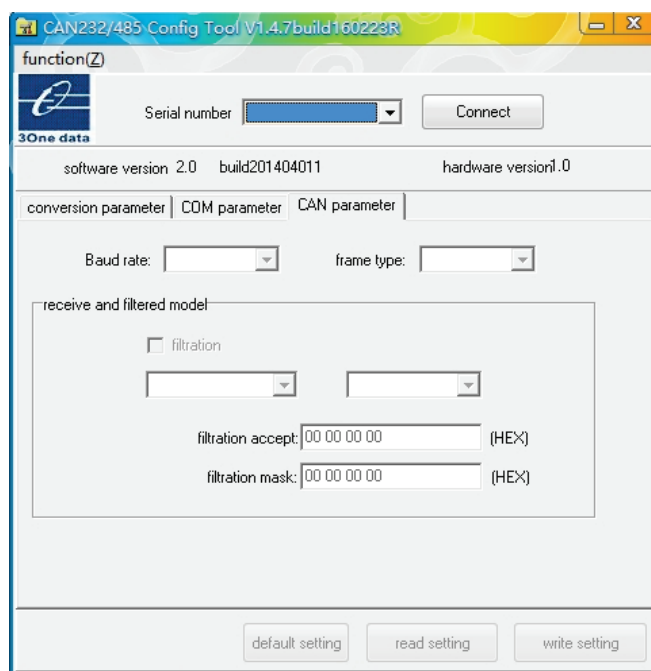 CAN232/485 Config Tool V1.4.7build160223R
function(Z)
3One data
Serial number
Connect
software version 2.0 build201404011 hardware version1.0
conversion parameter COM parameter CAN parameter
Baud rate: frame type:
receive and filtered model
filtration
filtration accept: 00 00 00 00 (HEX)
filtration mask: 00 00 00 00 (HEX)
default setting read setting write setting